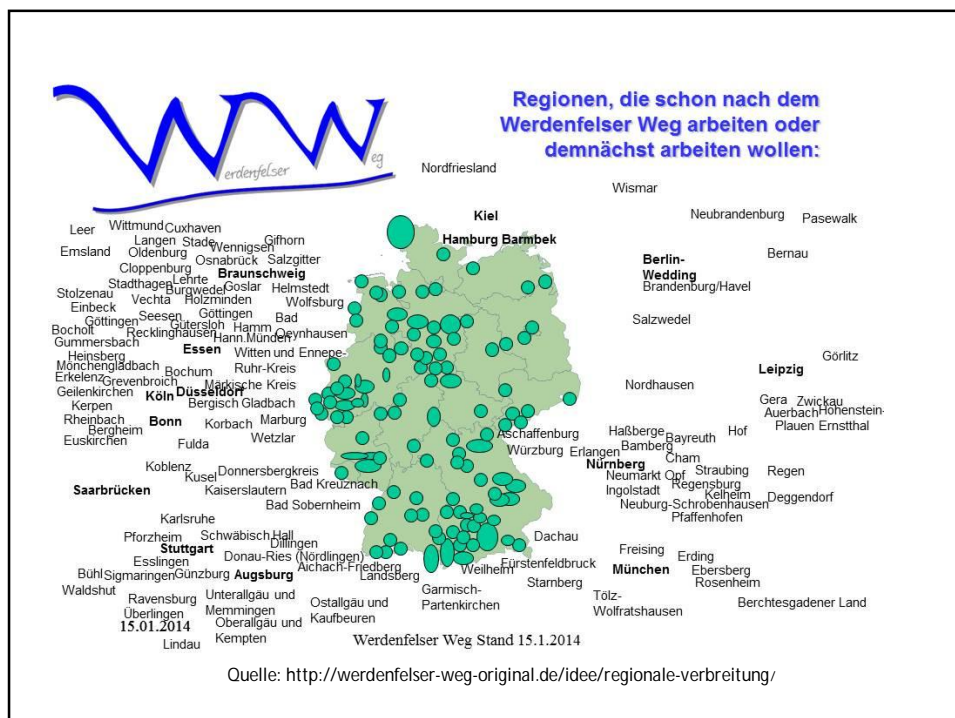 Werdenfelser Weg
Regionen, die schon nach dem
Werdenfelser Weg arbeiten oder
demnächst arbeiten wollen:
Nordfriesland
Wismar
Kiel
Neubrandenburg
Pasewalk
Hamburg Barmbek
Bernau
Berlin-
Wedding
Brandenburg/Havel
Salzwedel
Görlitz
Leipzig
Nordhausen
Gera
Zwickau
Auerbach
Hohenstein-
Plauen
Ernstthal
Leer
Wittmund
Cuxhaven
Emsland
Langen
Stade
Wennigsen
Gifhorn
Oldenburg
Osnabrück
Salzgitter
Cloppenburg
Braunschweig
Stadthagen
Lehrte
Burgwedel
Goslar
Helmstedt
Stolzenau
Vechta
Holzminden
Wolfsburg
Einbeck
Seesen
Göttingen
Bad
Göttingen
Gütersloh
Hamm
Oeynhausen
Bocholt
Recklinghausen
Hann.Münden
Gummersbach
Essen
Witten und Ennepe-
Heinsberg
Ruhr-Kreis
Mönchengladbach
Bochum
Erkelenz
Grevenbroich
Märkische Kreis
Geilenkirchen
Köln
Düsseldorf
Kerpen
Bergisch Gladbach
Rheinbach
Bonn
Korbach
Marburg
Bergheim
Euskirchen
Fulda
Wetzlar
Koblenz
Kusel
Donnersbergkreis
Saarbrücken
Kaiserslautern
Bad Kreuznach
Bad Sobernheim
Aschaffenburg
Würzburg
Erlangen
Haßberge
Bamberg
Bayreuth
Hof
Nürnberg
Cham
Neumarkt Opf
Straubing
Regen
Ingolstadt
Regensburg
Kelheim
Deggendorf
Neuburg-Schrobenhausen
Pfaffenhofen
Karlsruhe
Pforzheim
Schwäbisch Hall
Stuttgart
Dillingen
Esslingen
Donau-Ries (Nördlingen)
Aichach-Friedberg
Bühl
Sigmaringen
Günzburg
Augsburg
Landsberg
Weilheim
Fürstenfeldbruck
Dachau
Starnberg
Freising
Erding
München
Ebersberg
Rosenheim
Waldshut
Ravensburg
Unterallgäu und
Memmingen
Ostallgäu und
Kaufbeuren
Garmisch-
Partenkirchen
Tölz-
Wolfratshausen
Berchtesgadener Land
Überlingen
15.01.2014
Oberallgäu und
Kempten
Lindau
Werdenfelser Weg Stand 15.1.2014
Quelle: http://werdenfelser-weg-original.de/idee/regionale-verbreitung/